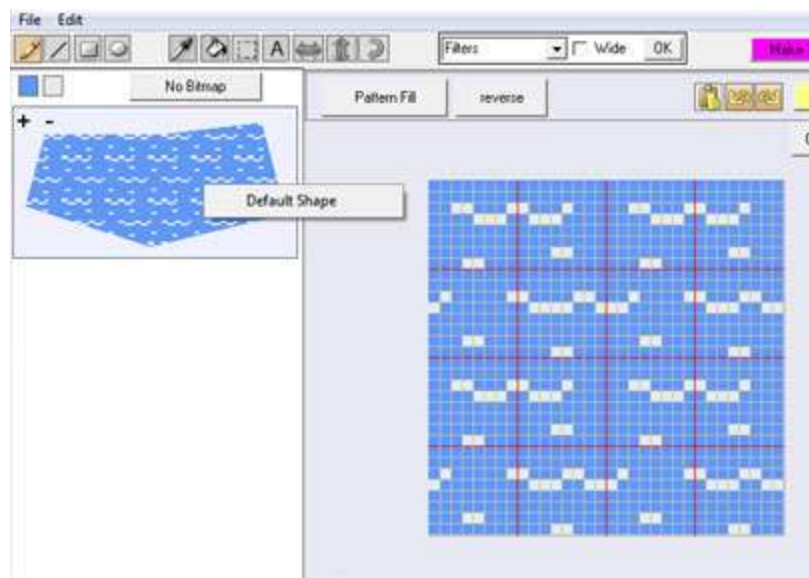 File Edit
A Filters Wide OK Make
No Bitmap
Pattern Fill reverse
+ -
Default Shape